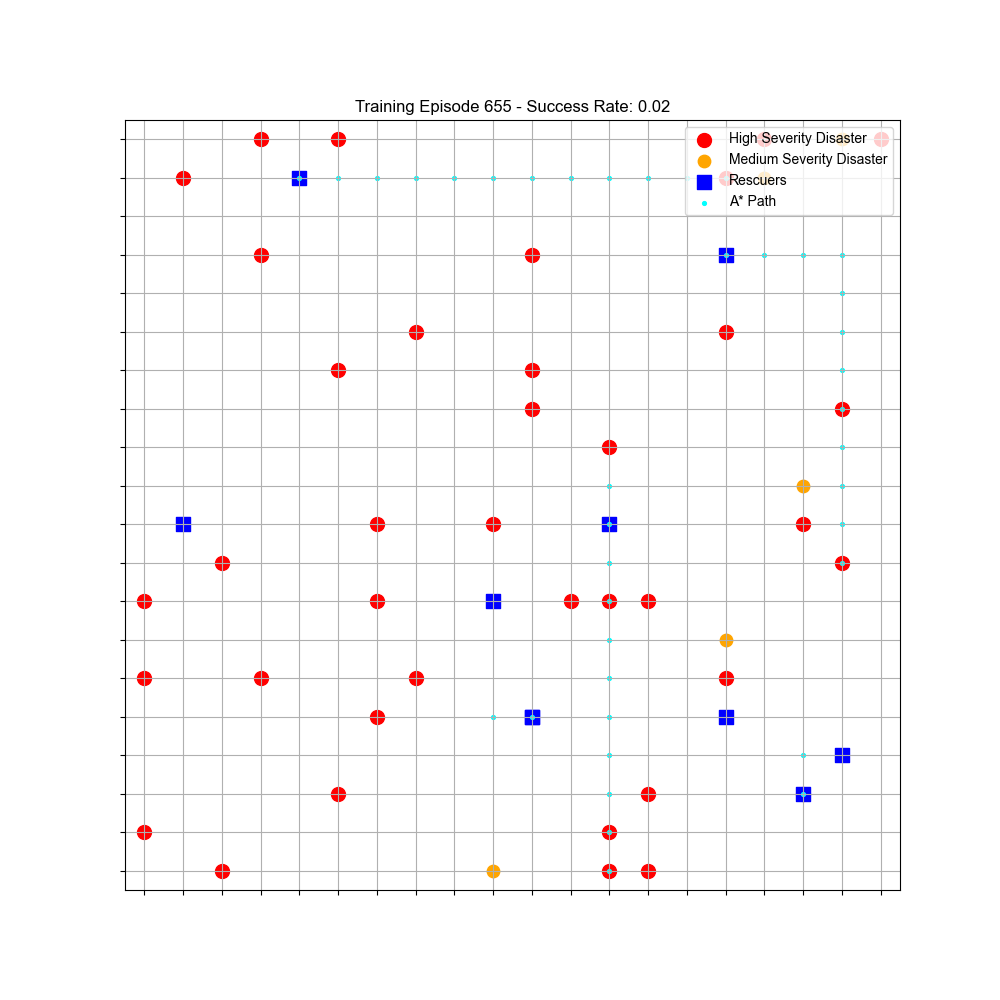 Training Episode 655 - Success Rate: 0.02
High Severity Disaster
Medium Severity Disaster
Rescuers
A* Path